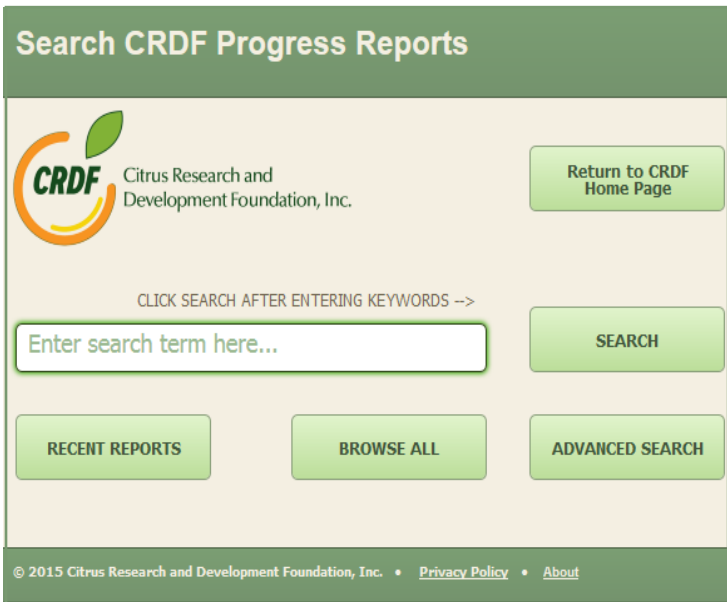 Search CRDF Progress Reports
CRDF
Citrus Research and
Development Foundation, Inc.
Return to CRDF
Home Page
CLICK SEARCH AFTER ENTERING KEYWORDS -->
Enter search term here...
SEARCH
RECENT REPORTS
BROWSE ALL
ADVANCED SEARCH
© 2015 Citrus Research and Development Foundation, Inc. • Privacy Policy • About